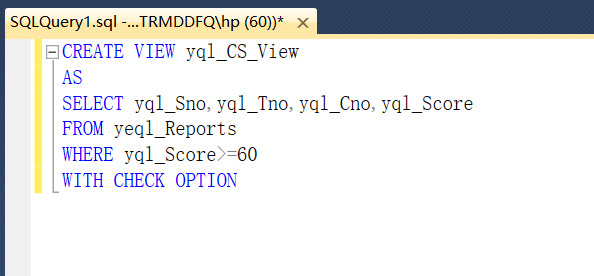 SQLQuery1.sql -...TRMDDFQ\hp (60))*
CREATE VIEW yql_CS_View
AS
SELECT yql_Sno,yql_Tno,yql_Cno,yql_Score
FROM yeql_Reports
WHERE yql_Score>=60
WITH CHECK OPTION